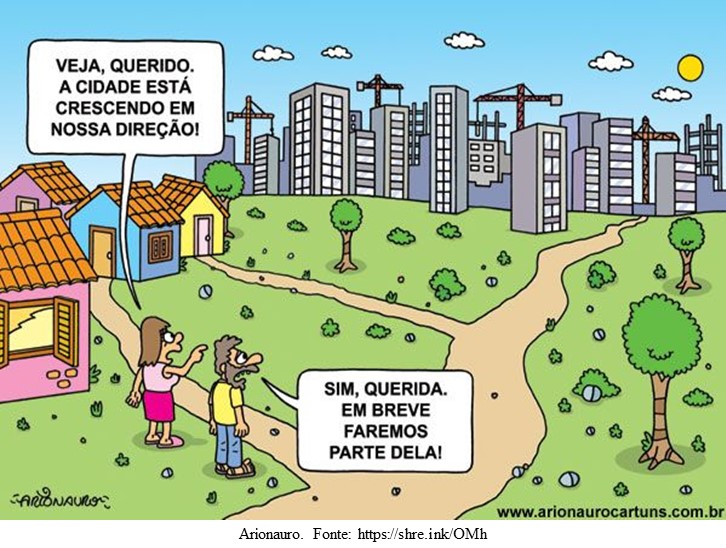 VEJA, QUERIDO.
A CIDADE ESTÁ
CRESCENDO EM
NOSSA DIREÇÃO!
SIM, QUERIDA.
EM BREVE
FAREMOS
PARTE DELA!
ARIONAURO
www.arionaurocartuns.com.br
Arionauro. Fonte: https://shre.ink/OMh